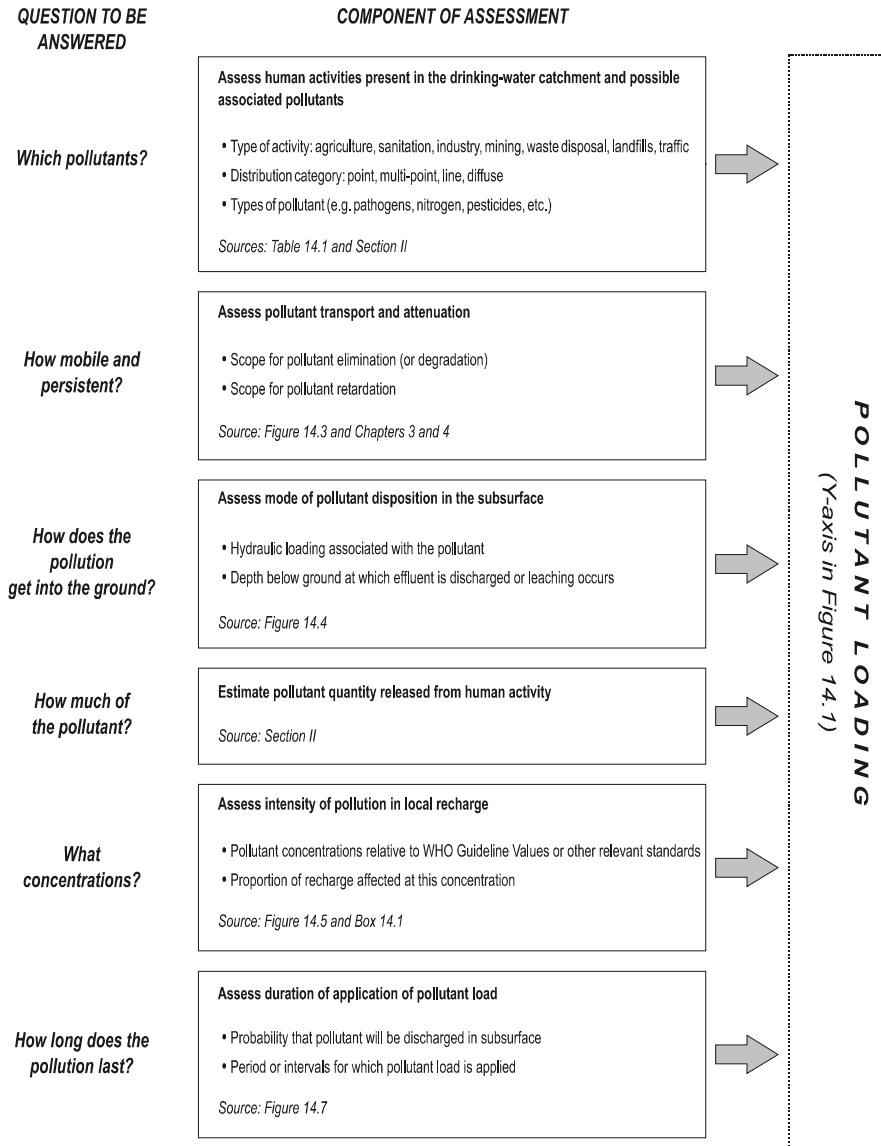 QUESTION TO BE
ANSWERED
COMPONENT OF ASSESSMENT
Which pollutants?
Assess human activities present in the drinking-water catchment and possible
associated pollutants
• Type of activity: agriculture, sanitation, industry, mining, waste disposal, landfills, traffic
• Distribution category: point, multi-point, line, diffuse
• Types of pollutant (e.g. pathogens, nitrogen, pesticides, etc.)
Sources: Table 14.1 and Section II
How mobile and
persistent?
Assess pollutant transport and attenuation
• Scope for pollutant elimination (or degradation)
• Scope for pollutant retardation
Source: Figure 14.3 and Chapters 3 and 4
How does the
pollution
get into the ground?
Assess mode of pollutant disposition in the subsurface
• Hydraulic loading associated with the pollutant
• Depth below ground at which effluent is discharged or leaching occurs
Source: Figure 14.4
How much of
the pollutant?
Estimate pollutant quantity released from human activity
Source: Section II
What
concentrations?
Assess intensity of pollution in local recharge
• Pollutant concentrations relative to WHO Guideline Values or other relevant standards
• Proportion of recharge affected at this concentration
Source: Figure 14.5 and Box 14.1
How long does the
pollution last?
Assess duration of application of pollutant load
• Probability that pollutant will be discharged in subsurface
• Period or intervals for which pollutant load is applied
Source: Figure 14.7
POLLUTANT LOADING
(Y-axis in Figure 14.1)